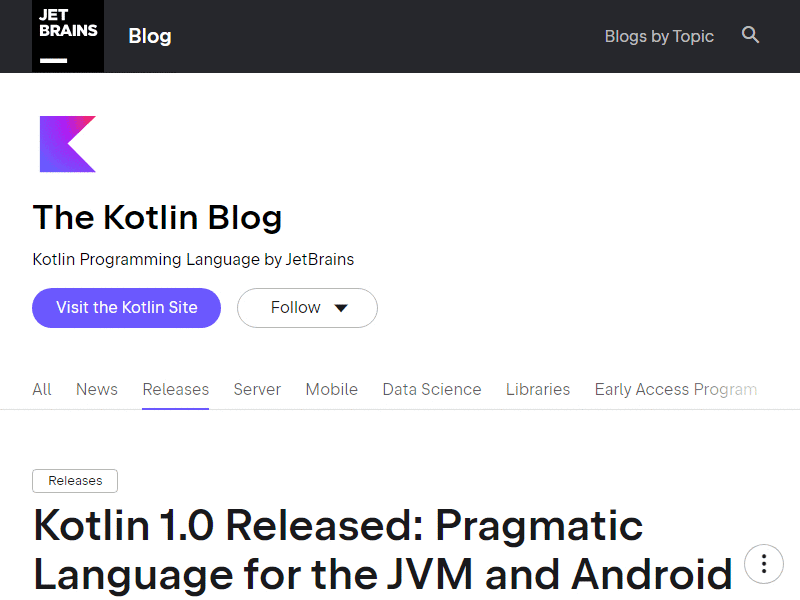 JET
BRAINS
Blog
Blogs by Topic
The Kotlin Blog
Kotlin Programming Language by JetBrains
Visit the Kotlin Site
Follow
All News Releases Server Mobile Data Science Libraries Early Access Program
Releases
Kotlin 1.0 Released: Pragmatic
Language for the JVM and Android